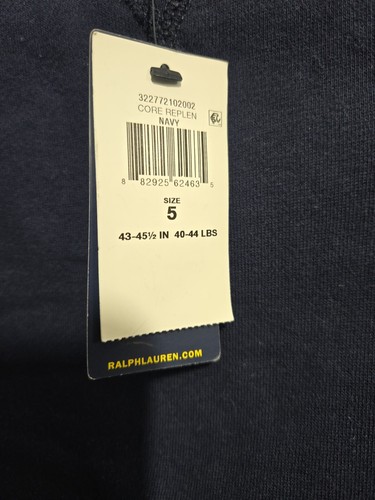 322772102002
CORE REPLEN
NAVY
8 82925 62463 5
SIZE
5
43-45½ IN 40-44 LBS
RALPHLAUREN.COM